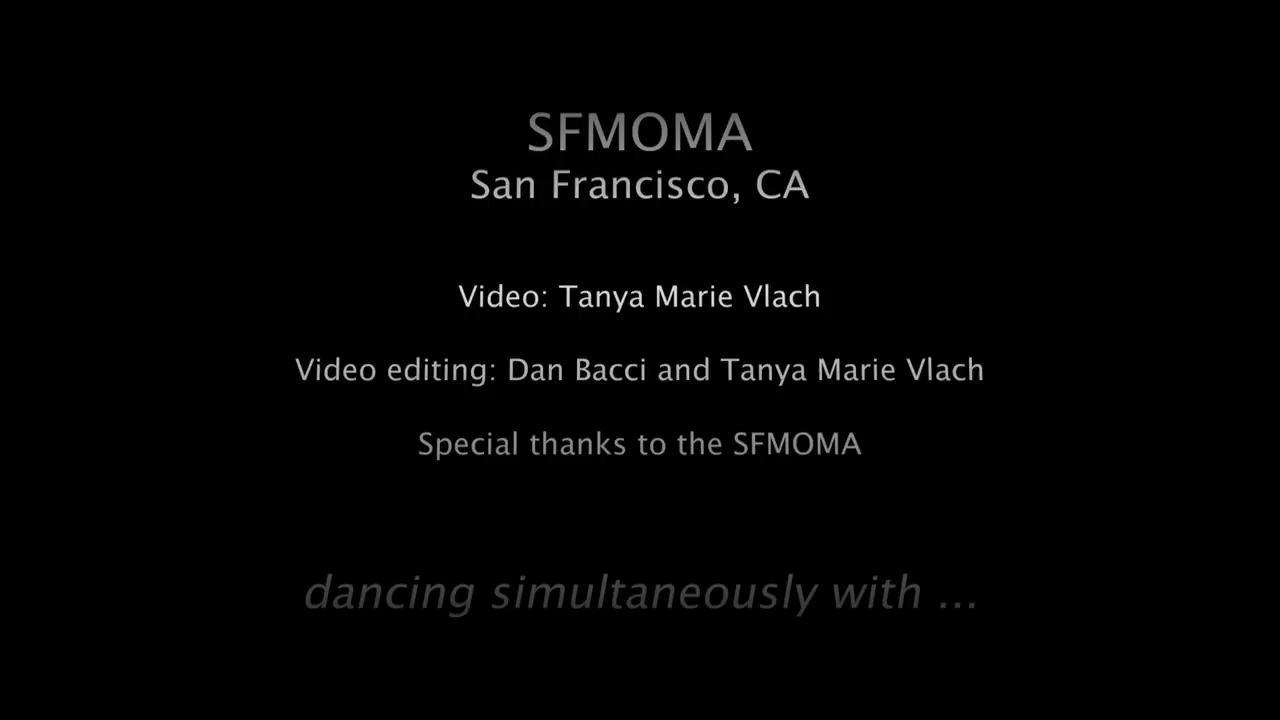 SFMOMA
San Francisco, CA
Video: Tanya Marie Vlach
Video editing: Dan Bacci and Tanya Marie Vlach
Special thanks to the SFMOMA
dancing simultaneously with ...